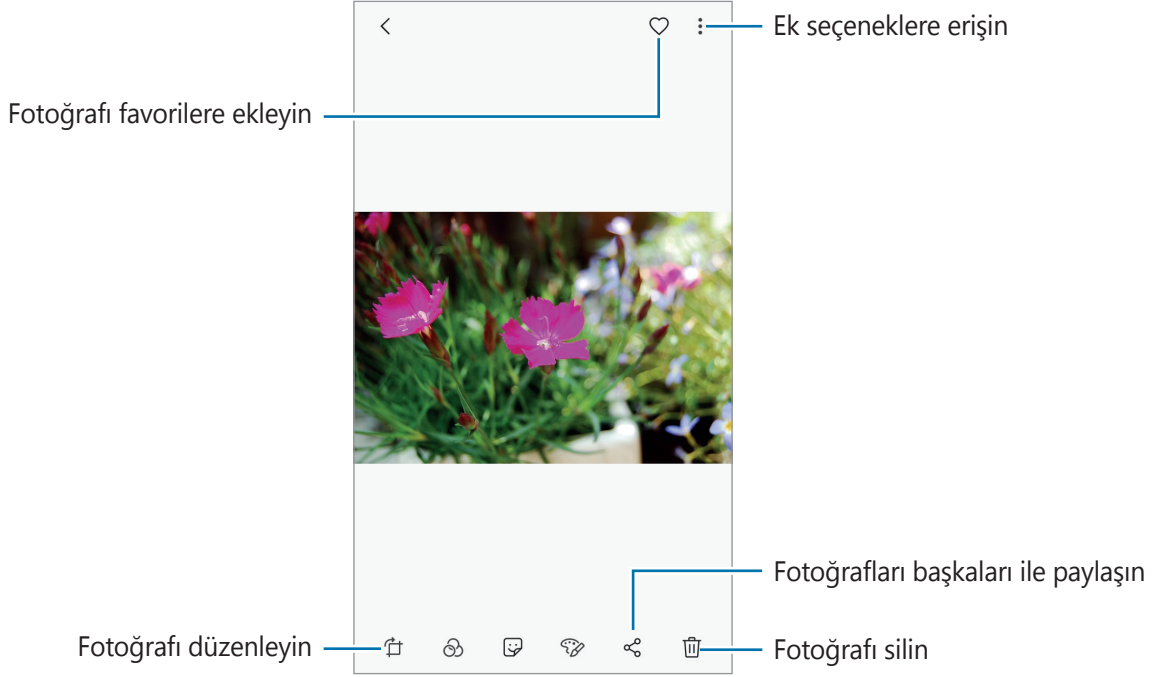 Ek seçeneklere erişin
Fotoğrafı favorilere ekleyin
Fotoğrafları başkaları ile paylaşın
Fotoğrafı düzenleyin
Fotoğrafı silin